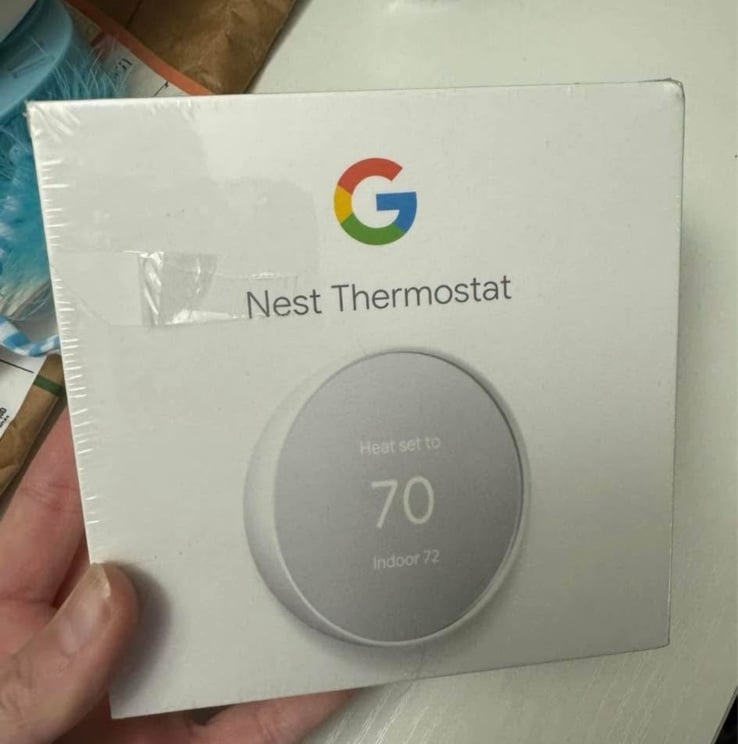 Nest Thermostat
Heat set to
70
Indoor 72